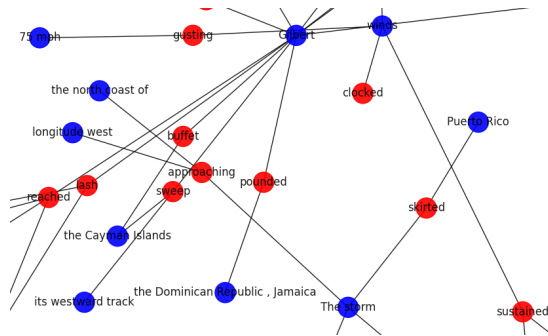 75 mph
gusting
Gilbert
winds
the north coast of
clocked
longitude west
buffet
Puerto Rico
approaching
lash
sweep
pounded
reached
skirted
the Cayman Islands
its westward track
the Dominican Republic , Jamaica
The storm
sustained